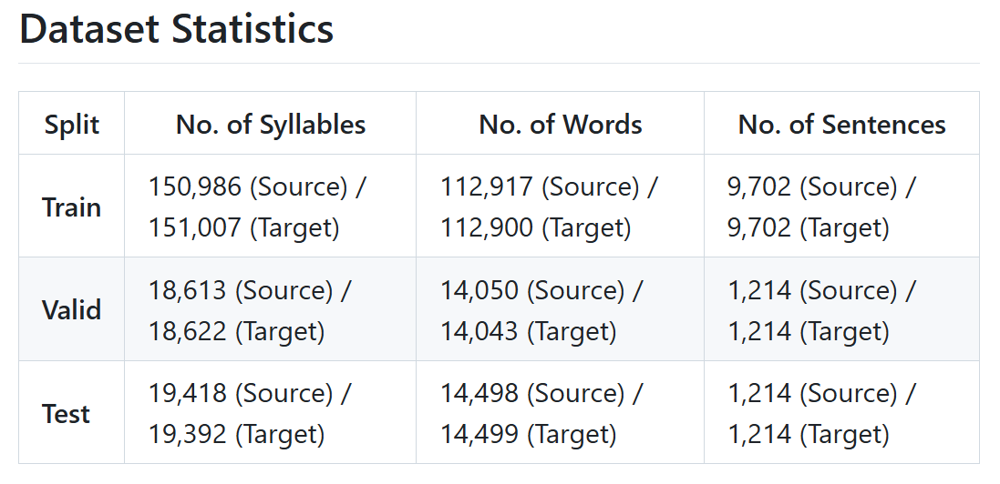 Dataset Statistics
Split No. of Syllables No. of Words No. of Sentences
Train
150,986 (Source) /
151,007 (Target)
112,917 (Source) /
112,900 (Target)
9,702 (Source) /
9,702 (Target)
Valid
18,613 (Source) /
18,622 (Target)
14,050 (Source) /
14,043 (Target)
1,214 (Source) /
1,214 (Target)
Test
19,418 (Source) /
19,392 (Target)
14,498 (Source) /
14,499 (Target)
1,214 (Source) /
1,214 (Target)